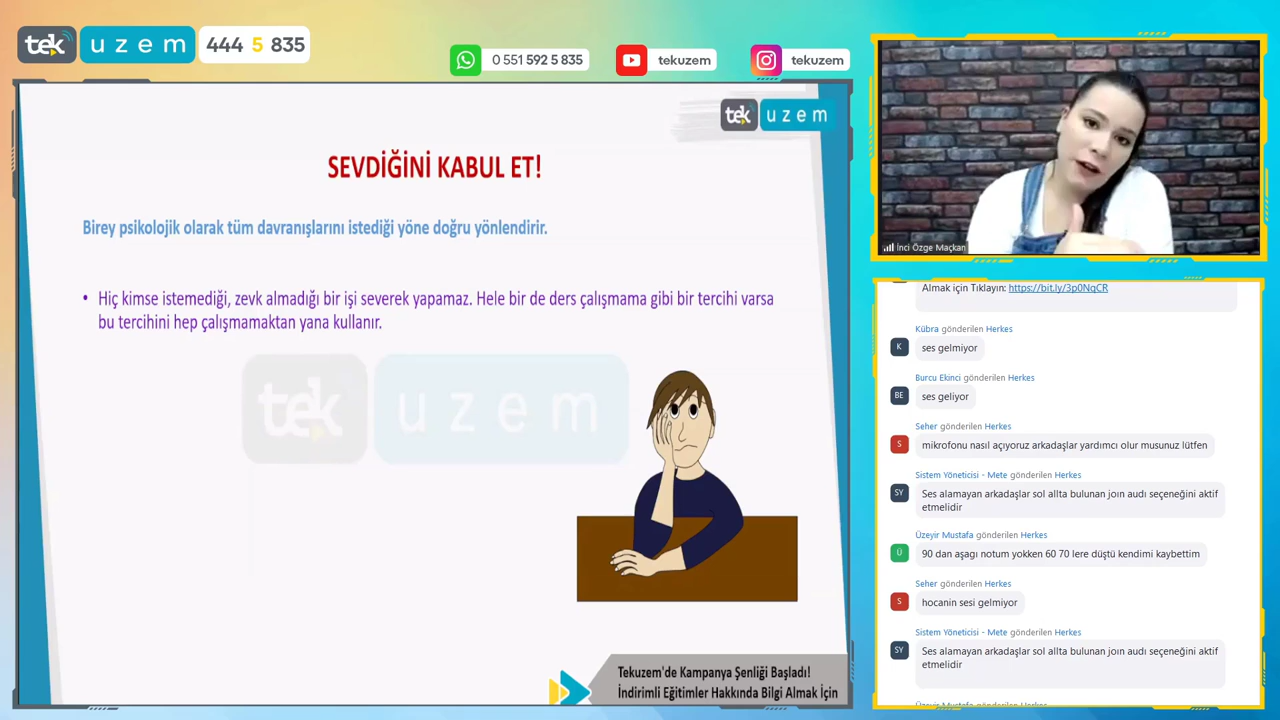 tek uzem 444 5 835
0 551 592 5 835
tekuzem
tekuzem
tek uzem
SEVDİĞİNİ KABUL ET!
Birey psikolojik olarak tüm davranışlarını istediği yöne doğru yönlendirir.
• Hiç kimse istemediği, zevk almadığı bir işi severek yapamaz. Hele bir de ders çalışmama gibi bir tercihi varsa
bu tercihini hep çalışmamaktan yana kullanır.
tek uzem
Tekuzem'de Kampanya Şenliği Başladı!
İndirimli Eğitimler Hakkında Bilgi Almak İçin
İnci Özge Maçkan
Almak için Tıklayın: https://bit.ly/3p0NqCR
Kübra gönderilen Herkes
K
ses gelmiyor
Burcu Ekinci gönderilen Herkes
BE
ses geliyor
Seher gönderilen Herkes
S
mikrofonu nasıl açıyoruz arkadaşlar yardımcı olur musunuz lütfen
Sistem Yöneticisi - Mete gönderilen Herkes
SY
Ses alamayan arkadaşlar sol allta bulunan joın audı seçeneğini aktif
etmelidir
Üzeyir Mustafa gönderilen Herkes
Ü
90 dan aşagı notum yokken 60 70 lere düştü kendimi kaybettim
Seher gönderilen Herkes
S
hocanin sesi gelmiyor
Sistem Yöneticisi - Mete gönderilen Herkes
SY
Ses alamayan arkadaşlar sol allta bulunan joın audı seçeneğini aktif
etmelidir